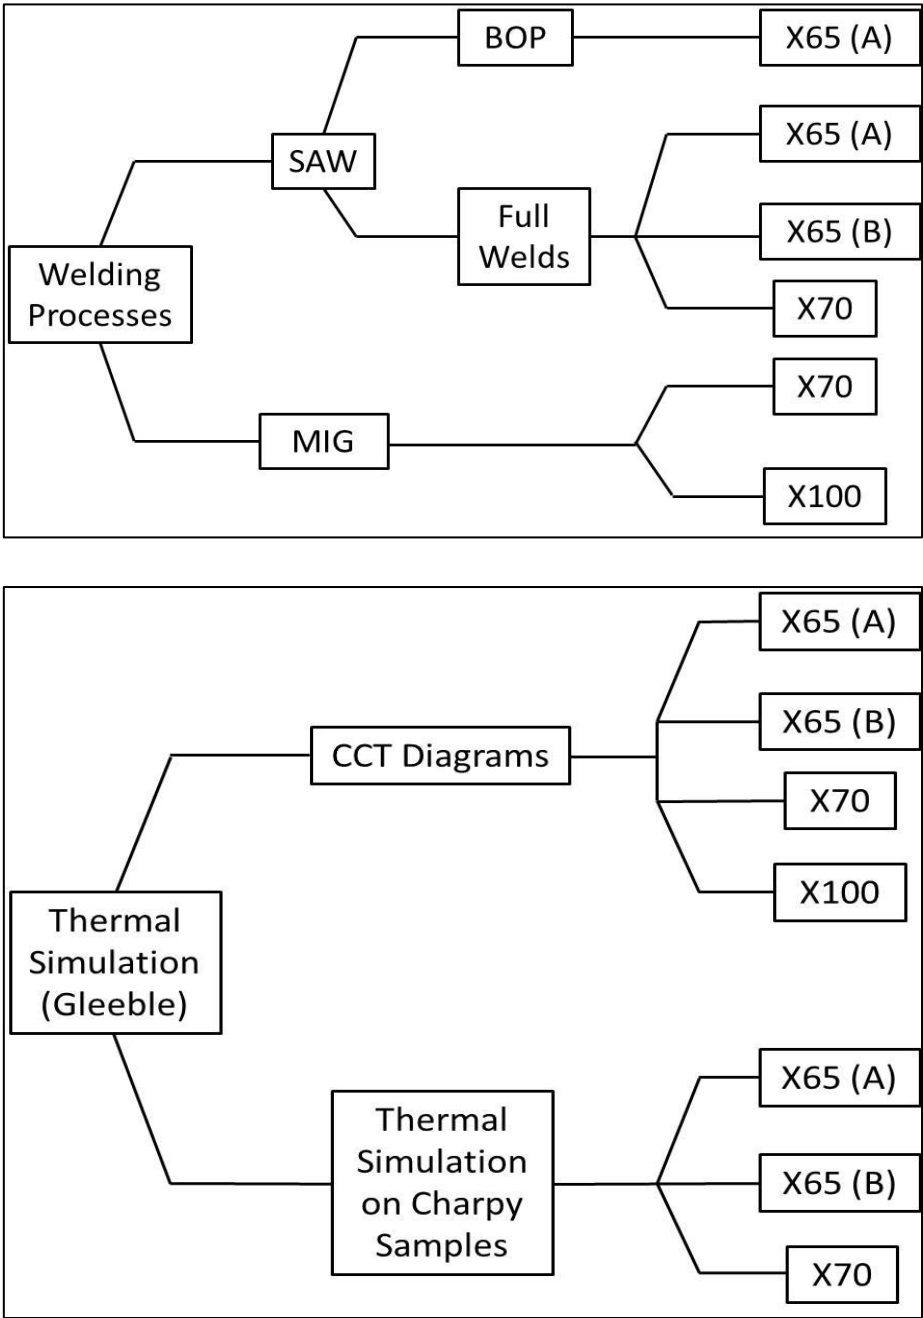 BOP
X65 (A)
SAW
X65 (A)
Full
Welds
X65 (B)
Welding
Processes
X70
X70
MIG
X100
X65 (A)
CCT Diagrams
X65 (B)
X70
X100
Thermal
Simulation
(Gleeble)
Thermal
Simulation
on Charpy
Samples
X65 (A)
X65 (B)
X70